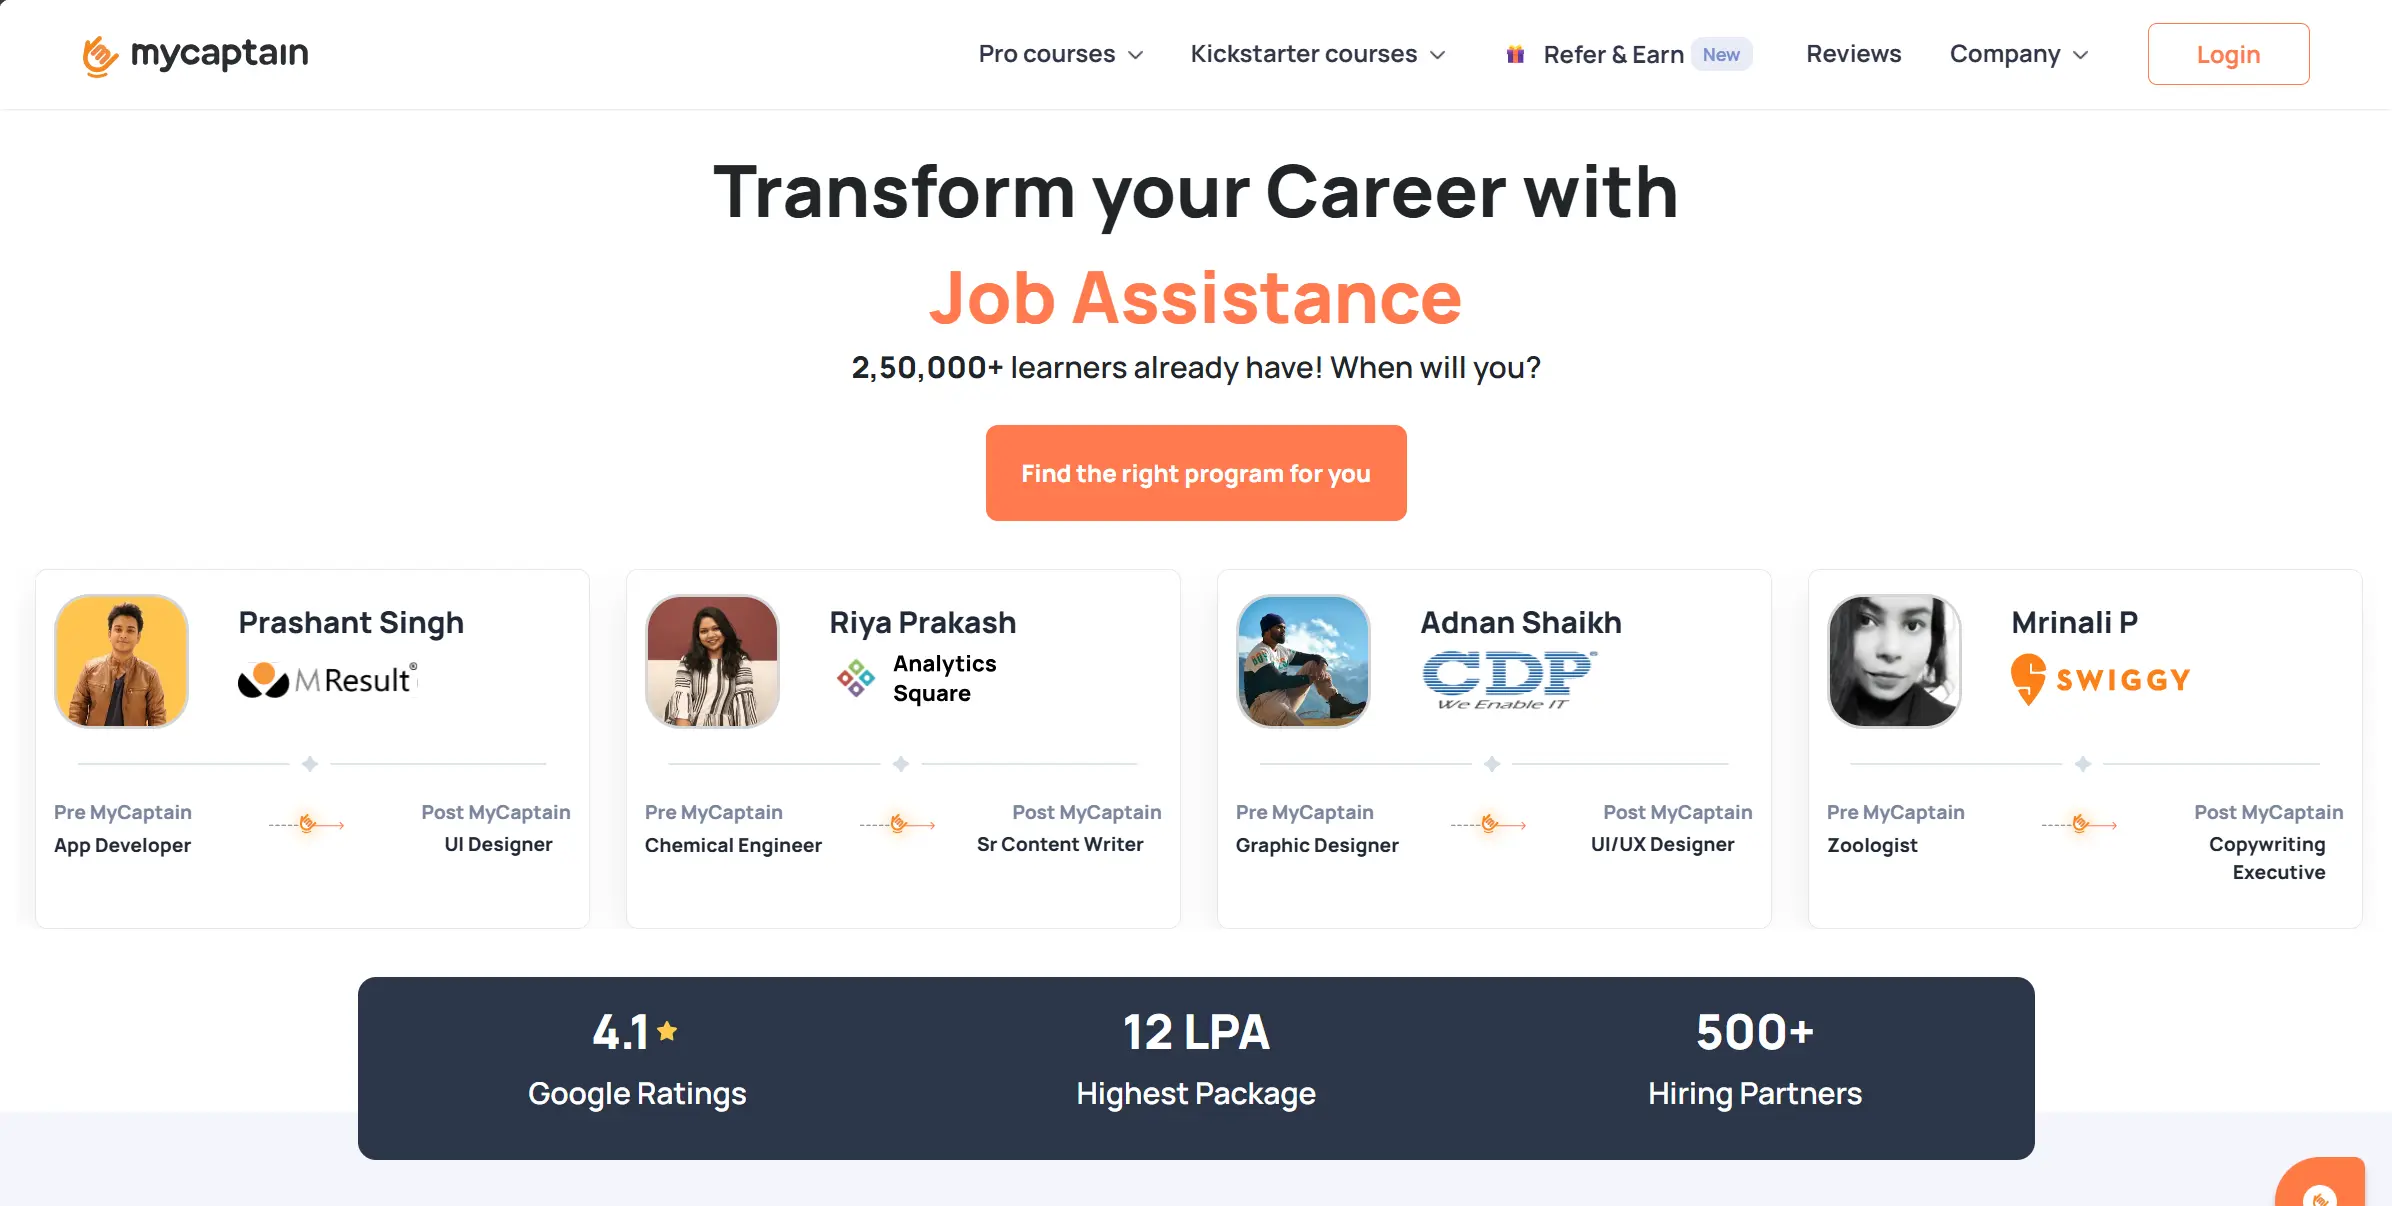 mycaptain
Pro courses
Kickstarter courses
Refer & Earn New
Reviews
Company
Login
Transform your Career with
Job Assistance
2,50,000+ learners already have! When will you?
Find the right program for you
Prashant Singh
MResult®
Pre MyCaptain
App Developer
Post MyCaptain
UI Designer
Riya Prakash
Analytics
Square
Pre MyCaptain
Chemical Engineer
Post MyCaptain
Sr Content Writer
Adnan Shaikh
CDP
We Enable IT
Pre MyCaptain
Graphic Designer
Post MyCaptain
UI/UX Designer
Mrinali P
SWIGGY
Pre MyCaptain
Zoologist
Post MyCaptain
Copywriting
Executive
4.1
Google Ratings
12 LPA
Highest Package
500+
Hiring Partners